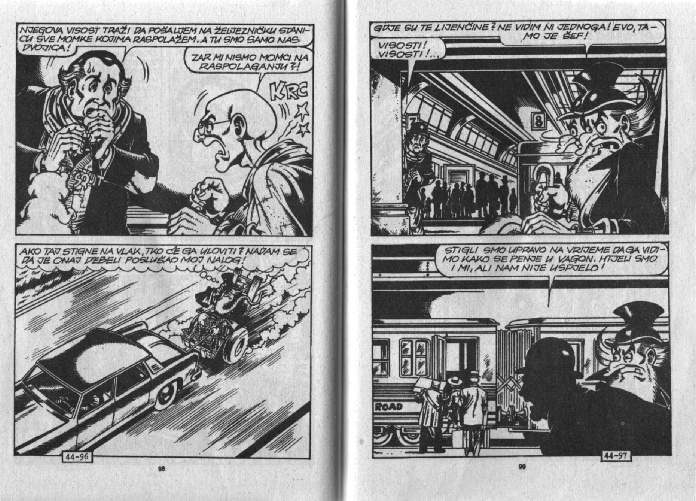 NJEGOVA VISOST TRAŽI DA POŠALJEM NA ŽELJEZNIČKU STANI-
CU SVE MOMKE KOJIMA RASPOLAŽEM. A TU SMO SAMO NAS
DVOJICA!
ZAR MI NISMO MOMCI NA
RASPOLAGANJU?!
KRC
AKO TAJ STIGNE NA VLAK, TKO ĆE GA ULOVITI? NADAM SE
DA JE ONAJ DEBELI POSLUŠAO MOJ NALOG!
44-96
98
GDJE SU TE LIJENČINE? NE VIDIM NI JEDNOGA! EVO, TA-
MO JE ŠEF!
VISOSTI!
VISOSTI!...
STIGLI SMO UPRAVO NA VRIJEME DA GA VIDI-
MO KAKO SE PENJE U VAGON. HTJELI SMO
I MI, ALI NAM NIJE USPJELO!
ROAD
44-97
99